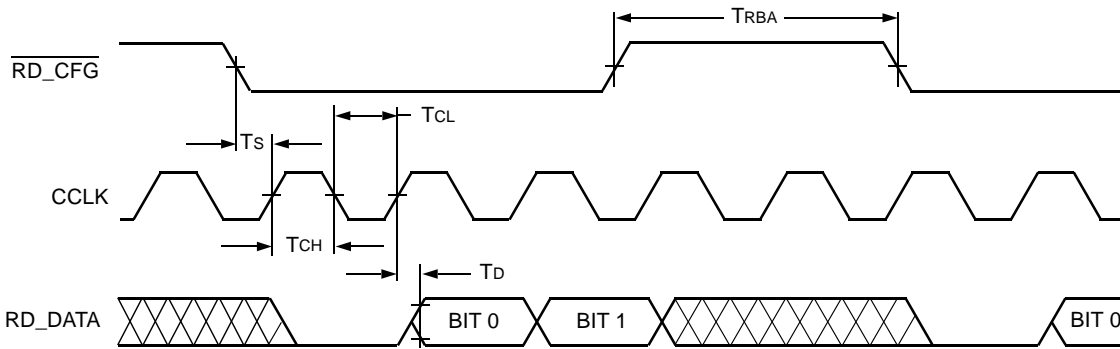 TRBA
RD_CFG
TCL
TS
CCLK
TCH
TD
RD_DATA
BIT 0
BIT 1
BIT 0